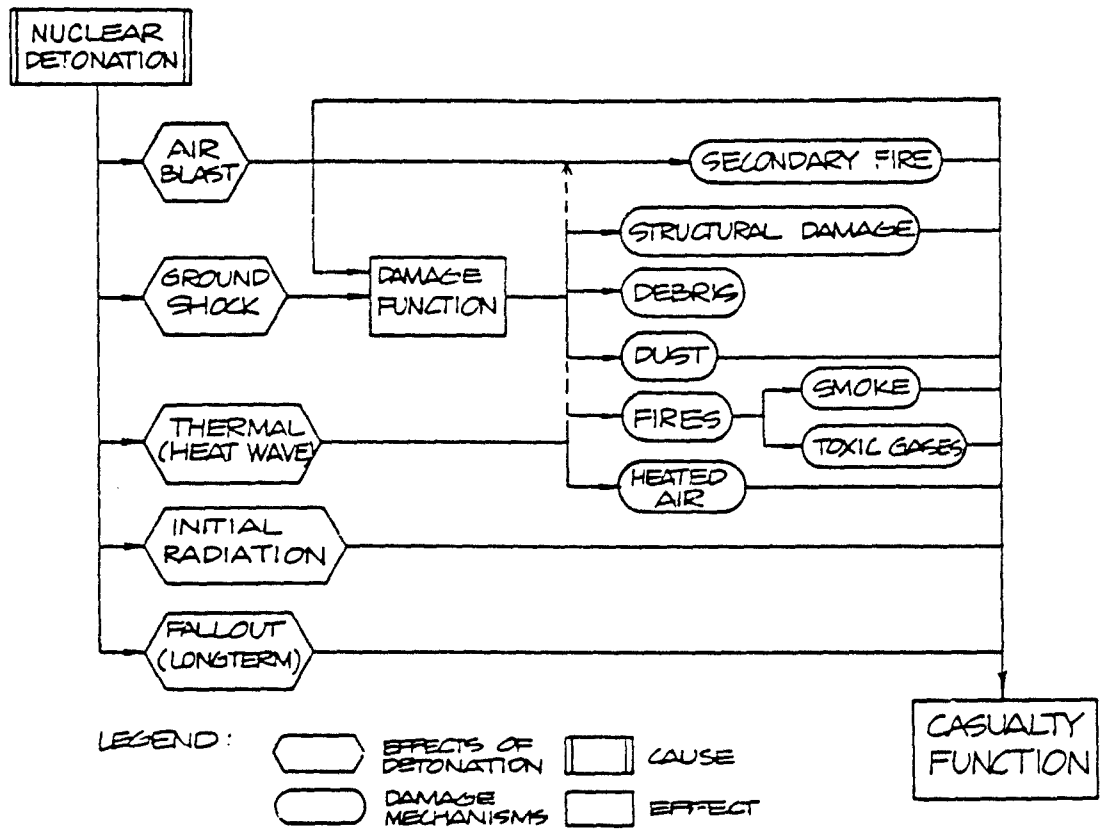 NUCLEAR
DETONATION
AIR
BLAST
SECONDARY FIRE
STRUCTURAL DAMAGE
GROUND
SHOCK
DAMAGE
FUNCTION
DEBRIS
DUST
SMOKE
FIRES
THERMAL
(HEAT WAVE)
TOXIC GASES
HEATED
AIR
INITIAL
RADIATION
FALLOUT
(LONGTERM)
CASUALTY
FUNCTION
LEGEND:
EFFECTS OF
DETONATION
CAUSE
DAMAGE
MECHANISMS
EFFECT